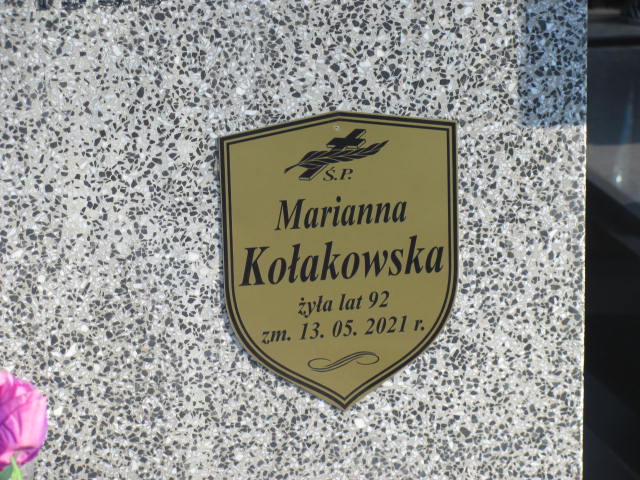 Ś.P.
Marianna
Kołakowska
żyła lat 92
zm. 13. 05. 2021 r.